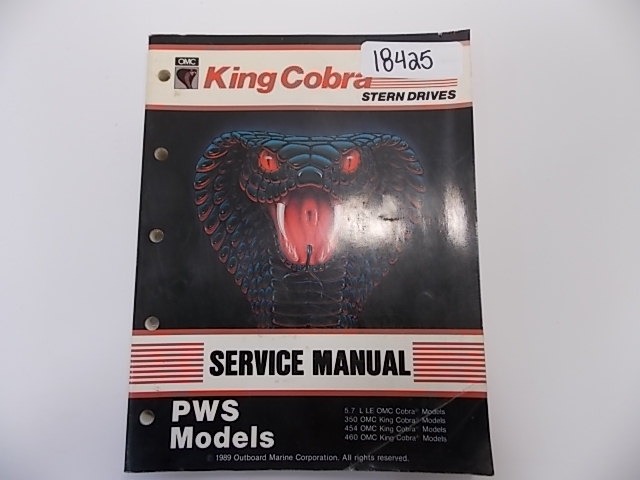 18425
OMC
King Cobra
STERN DRIVES
SERVICE MANUAL
PWS
Models
5.7 L LE OMC Cobra® Models
350 OMC King Cobra® Models
454 OMC King Cobra® Models
460 OMC King Cobra® Models
© 1989 Outboard Marine Corporation. All rights reserved.